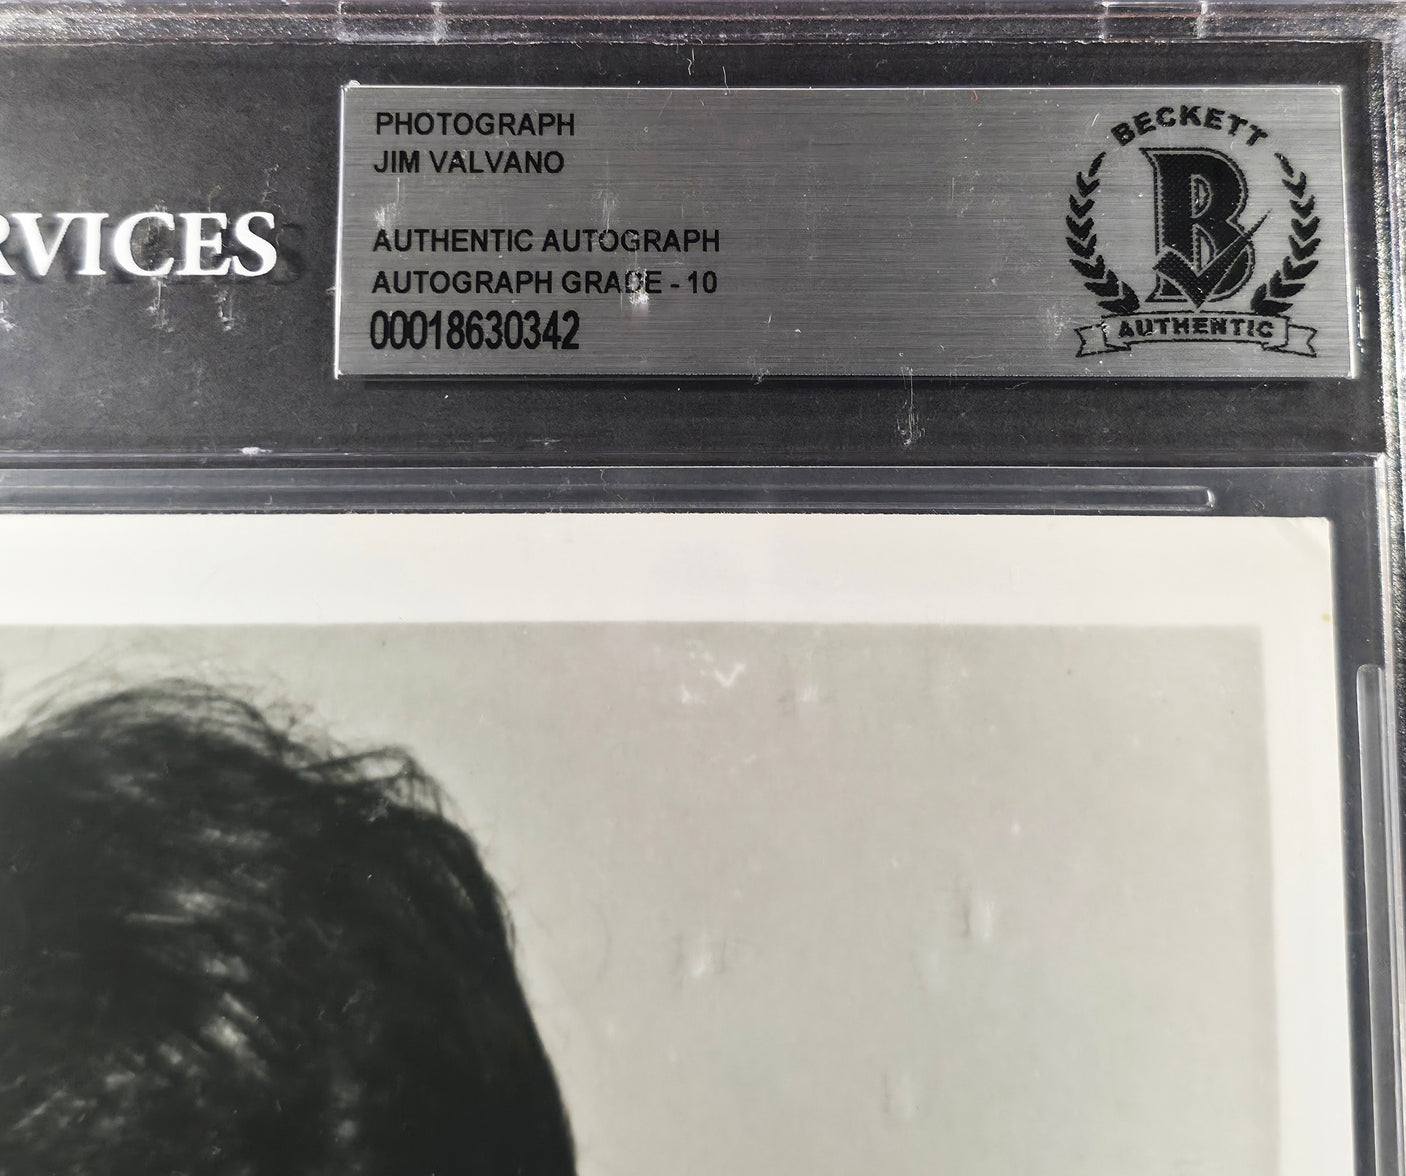 RVICES
PHOTOGRAPH
JIM VALVANO
AUTHENTIC AUTOGRAPH
AUTOGRAPH GRADE - 10
00018630342
BECKETT
B
AUTHENTIC